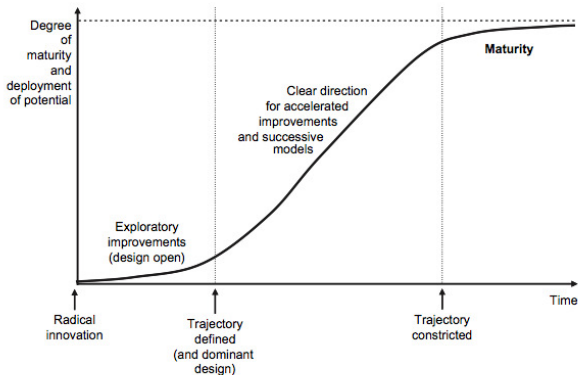 Degree
of
maturity
and
deployment
of potential
Maturity
Clear direction
for accelerated
improvements
and successive
models
Exploratory
improvements
(design open)
Time
Radical
innovation
Trajectory
defined
(and dominant
design)
Trajectory
constricted